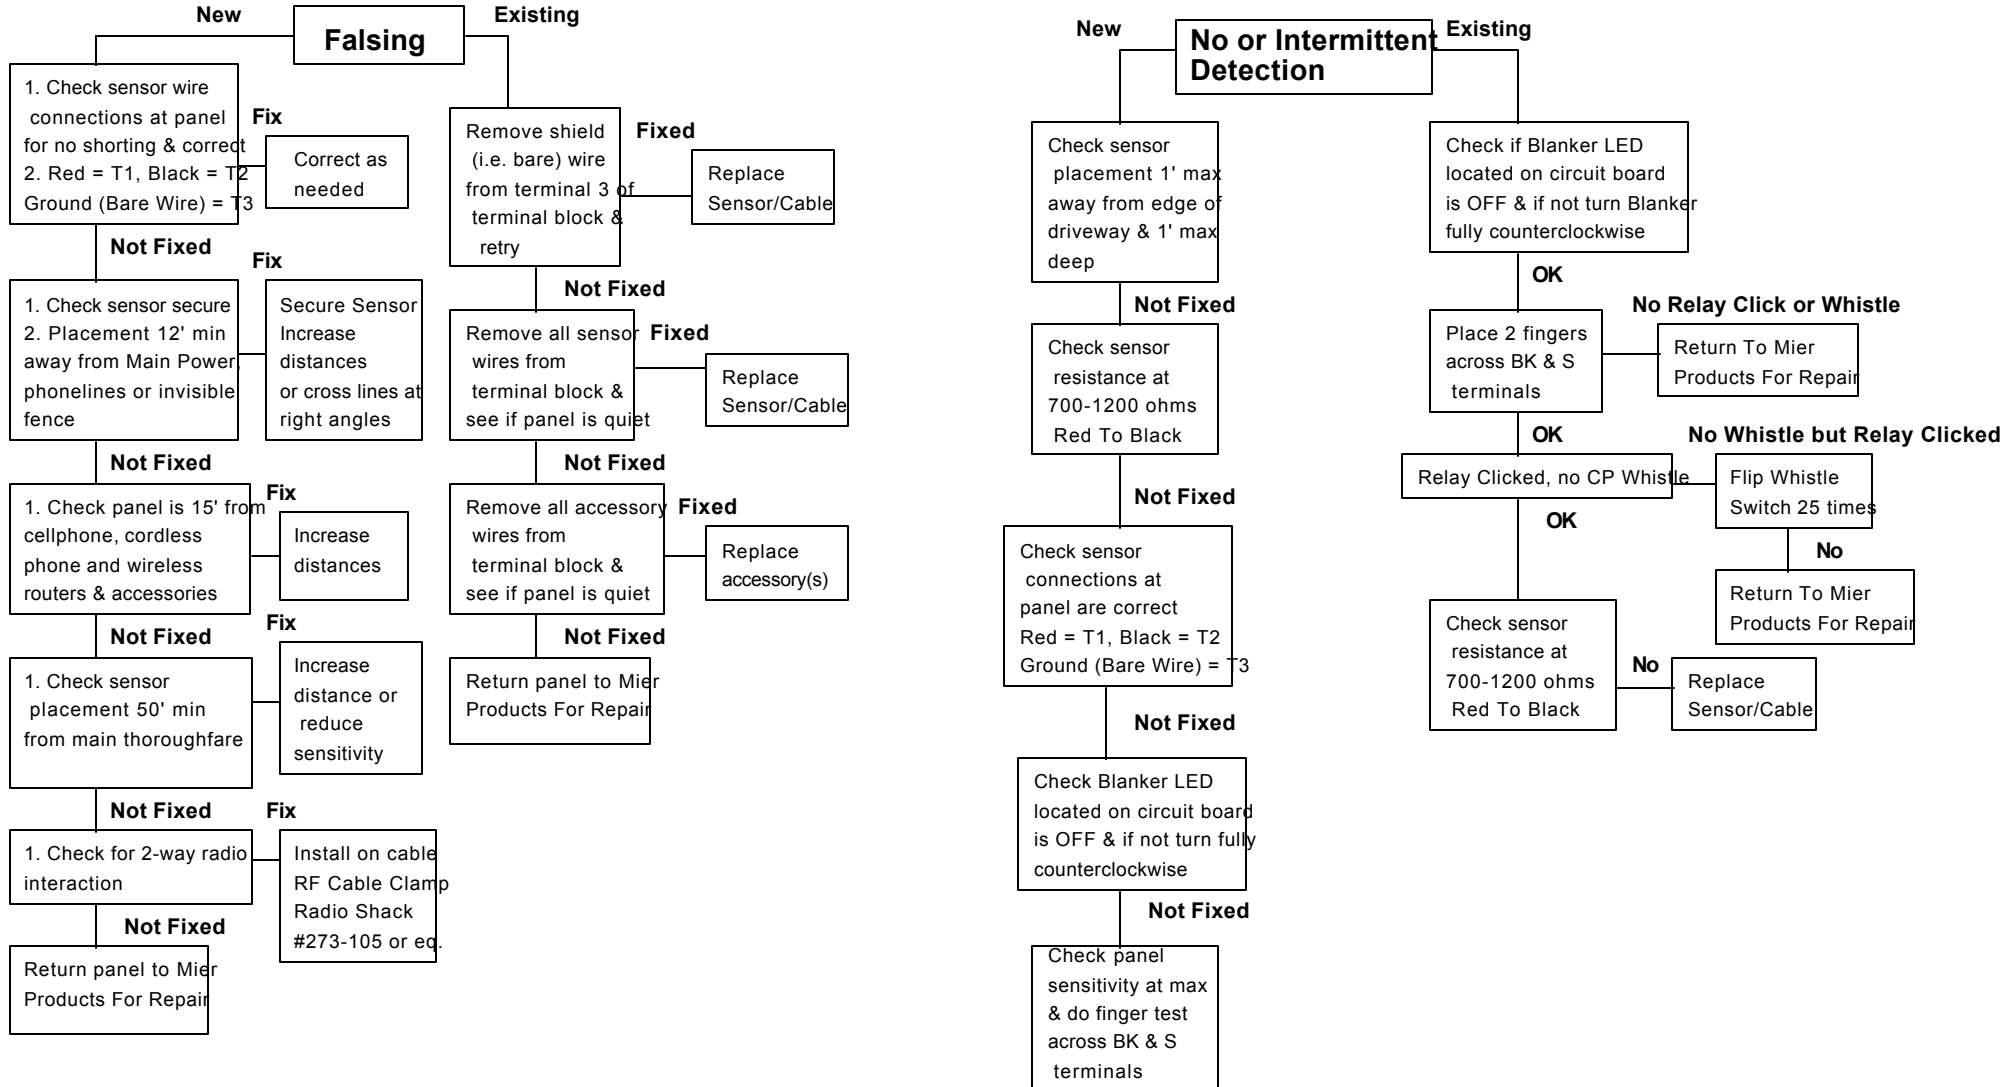 New
Existing
Falsing
1. Check sensor wire
connections at panel
for no shorting & correct
2. Red = T1, Black = T2
Ground (Bare Wire) = T3
Fix
Correct as
needed
Not Fixed
1. Check sensor secure
2. Placement 12' min
away from Main Power,
phonelines or invisible
fence
Fix
Secure Sensor
Increase
distances
or cross lines at
right angles
Not Fixed
1. Check panel is 15' from
cellphone, cordless
phone and wireless
routers & accessories
Fix
Increase
distances
Not Fixed
1. Check sensor
placement 50' min
from main thoroughfare
Fix
Increase
distance or
reduce
sensitivity
Not Fixed
1. Check for 2-way radio
interaction
Fix
Install on cable
RF Cable Clamp
Radio Shack
#273-105 or eq.
Not Fixed
Return panel to Mier
Products For Repair
Remove shield
(i.e. bare) wire
from terminal 3 of
terminal block &
retry
Fixed
Replace
Sensor/Cable
Not Fixed
Remove all sensor
wires from
terminal block &
see if panel is quiet
Fixed
Replace
Sensor/Cable
Not Fixed
Remove all accessory
wires from
terminal block &
see if panel is quiet
Fixed
Replace
accessory(s)
Not Fixed
Return panel to Mier
Products For Repair
New
Existing
No or Intermittent
Detection
Check sensor
placement 1' max
away from edge of
driveway & 1' max
deep
Not Fixed
Check sensor
resistance at
700-1200 ohms
Red To Black
Not Fixed
Check sensor
connections at
panel are correct
Red = T1, Black = T2
Ground (Bare Wire) = T3
Not Fixed
Check Blanker LED
located on circuit board
is OFF & if not turn fully
counterclockwise
Not Fixed
Check panel
sensitivity at max
& do finger test
across BK & S
terminals
Check if Blanker LED
located on circuit board
is OFF & if not turn Blanker
fully counterclockwise
OK
Place 2 fingers
across BK & S
terminals
No Relay Click or Whistle
Return To Mier
Products For Repair
OK
Relay Clicked, no CP Whistle
No Whistle but Relay Clicked
Flip Whistle
Switch 25 times
No
Return To Mier
Products For Repair
OK
Check sensor
resistance at
700-1200 ohms
Red To Black
No
Replace
Sensor/Cable